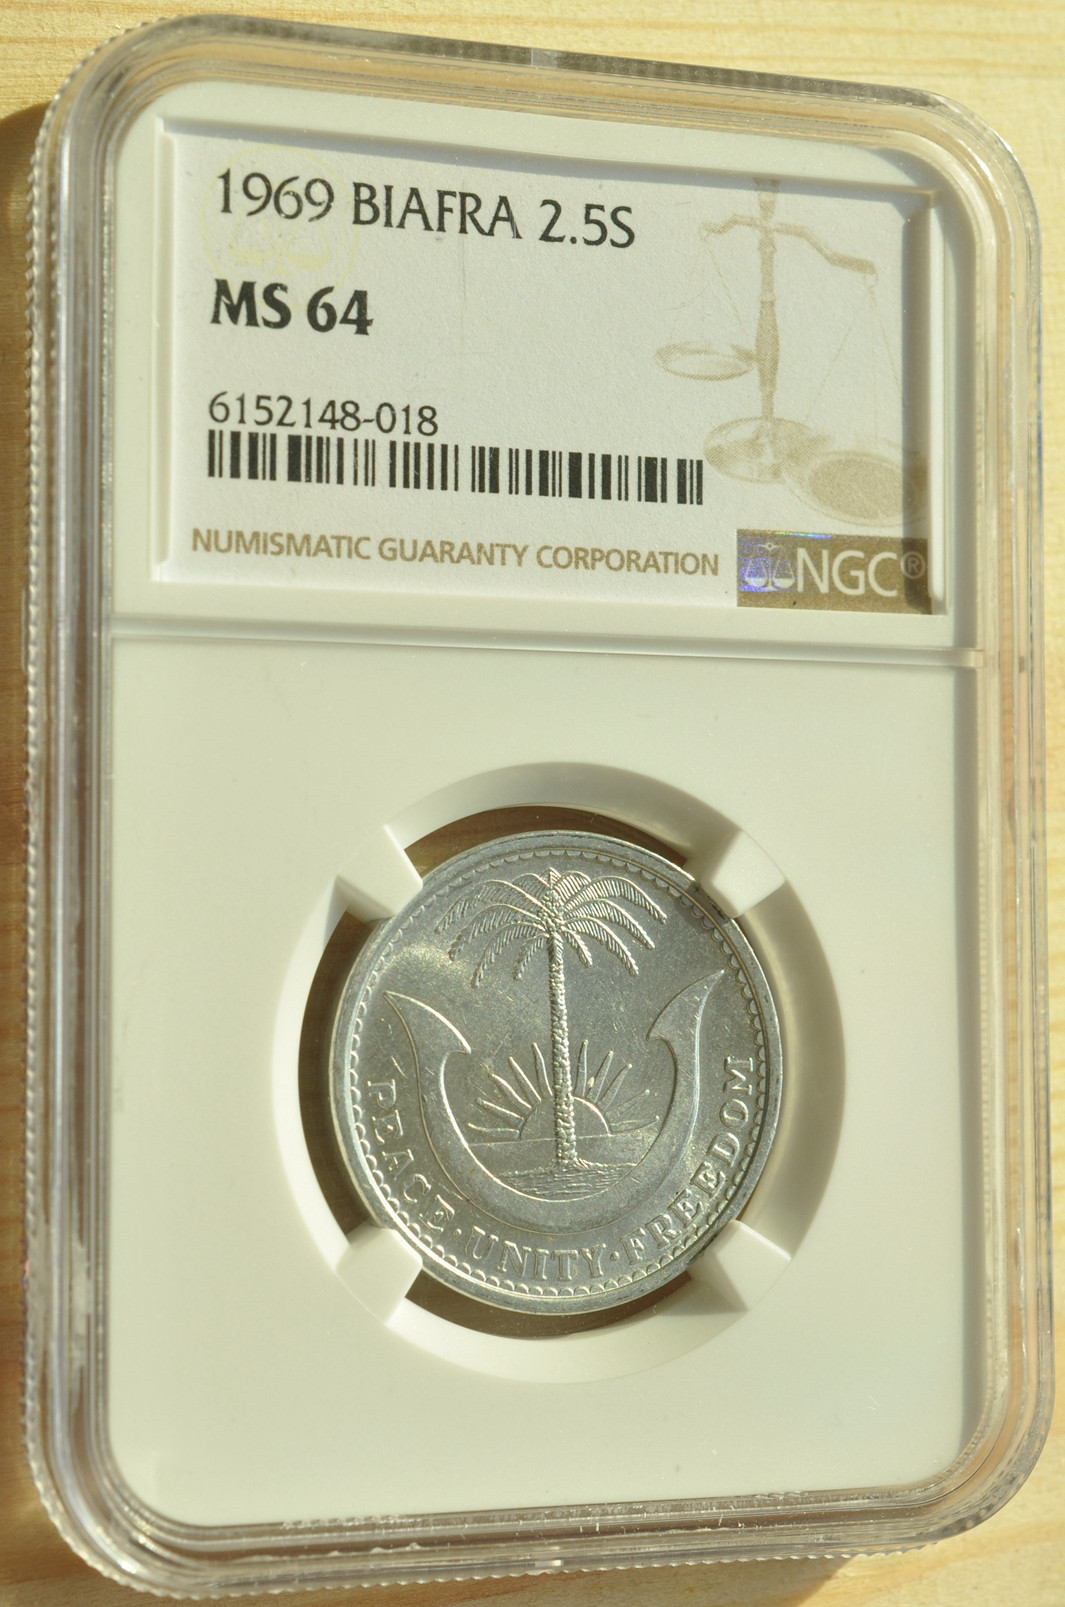 1969 BIAFRA 2.5S
MS 64
6152148-018
NUMISMATIC GUARANTY CORPORATION
NGC®
PEACE · UNITY · FREEDOM